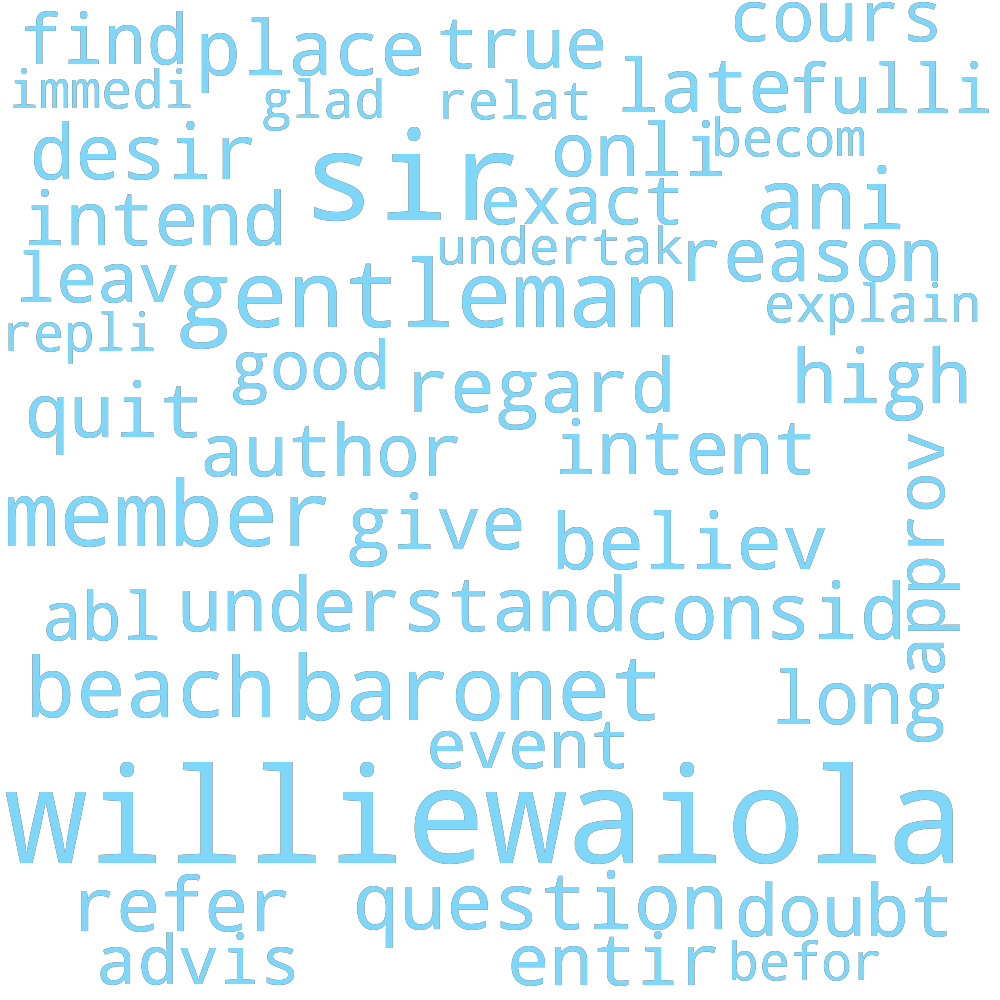 find place true cours
immedi glad relat latefulli
desir sir onli becom
intend exact ani
undertak reason
leav gentleman explain
repli good high
quit regard
author intent approv
member give believ
abl understand consid
beach baronet long
event
williewaiola
refer question doubt
advis entir befor